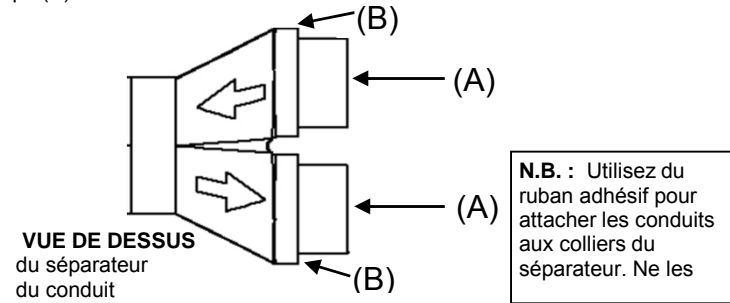 (B)
(A)
(A)
(B)
VUE DE DESSUS
du séparateur
du conduit
N.B. : Utilisez du
ruban adhésif pour
attacher les conduits
aux colliers du
séparateur. Ne les